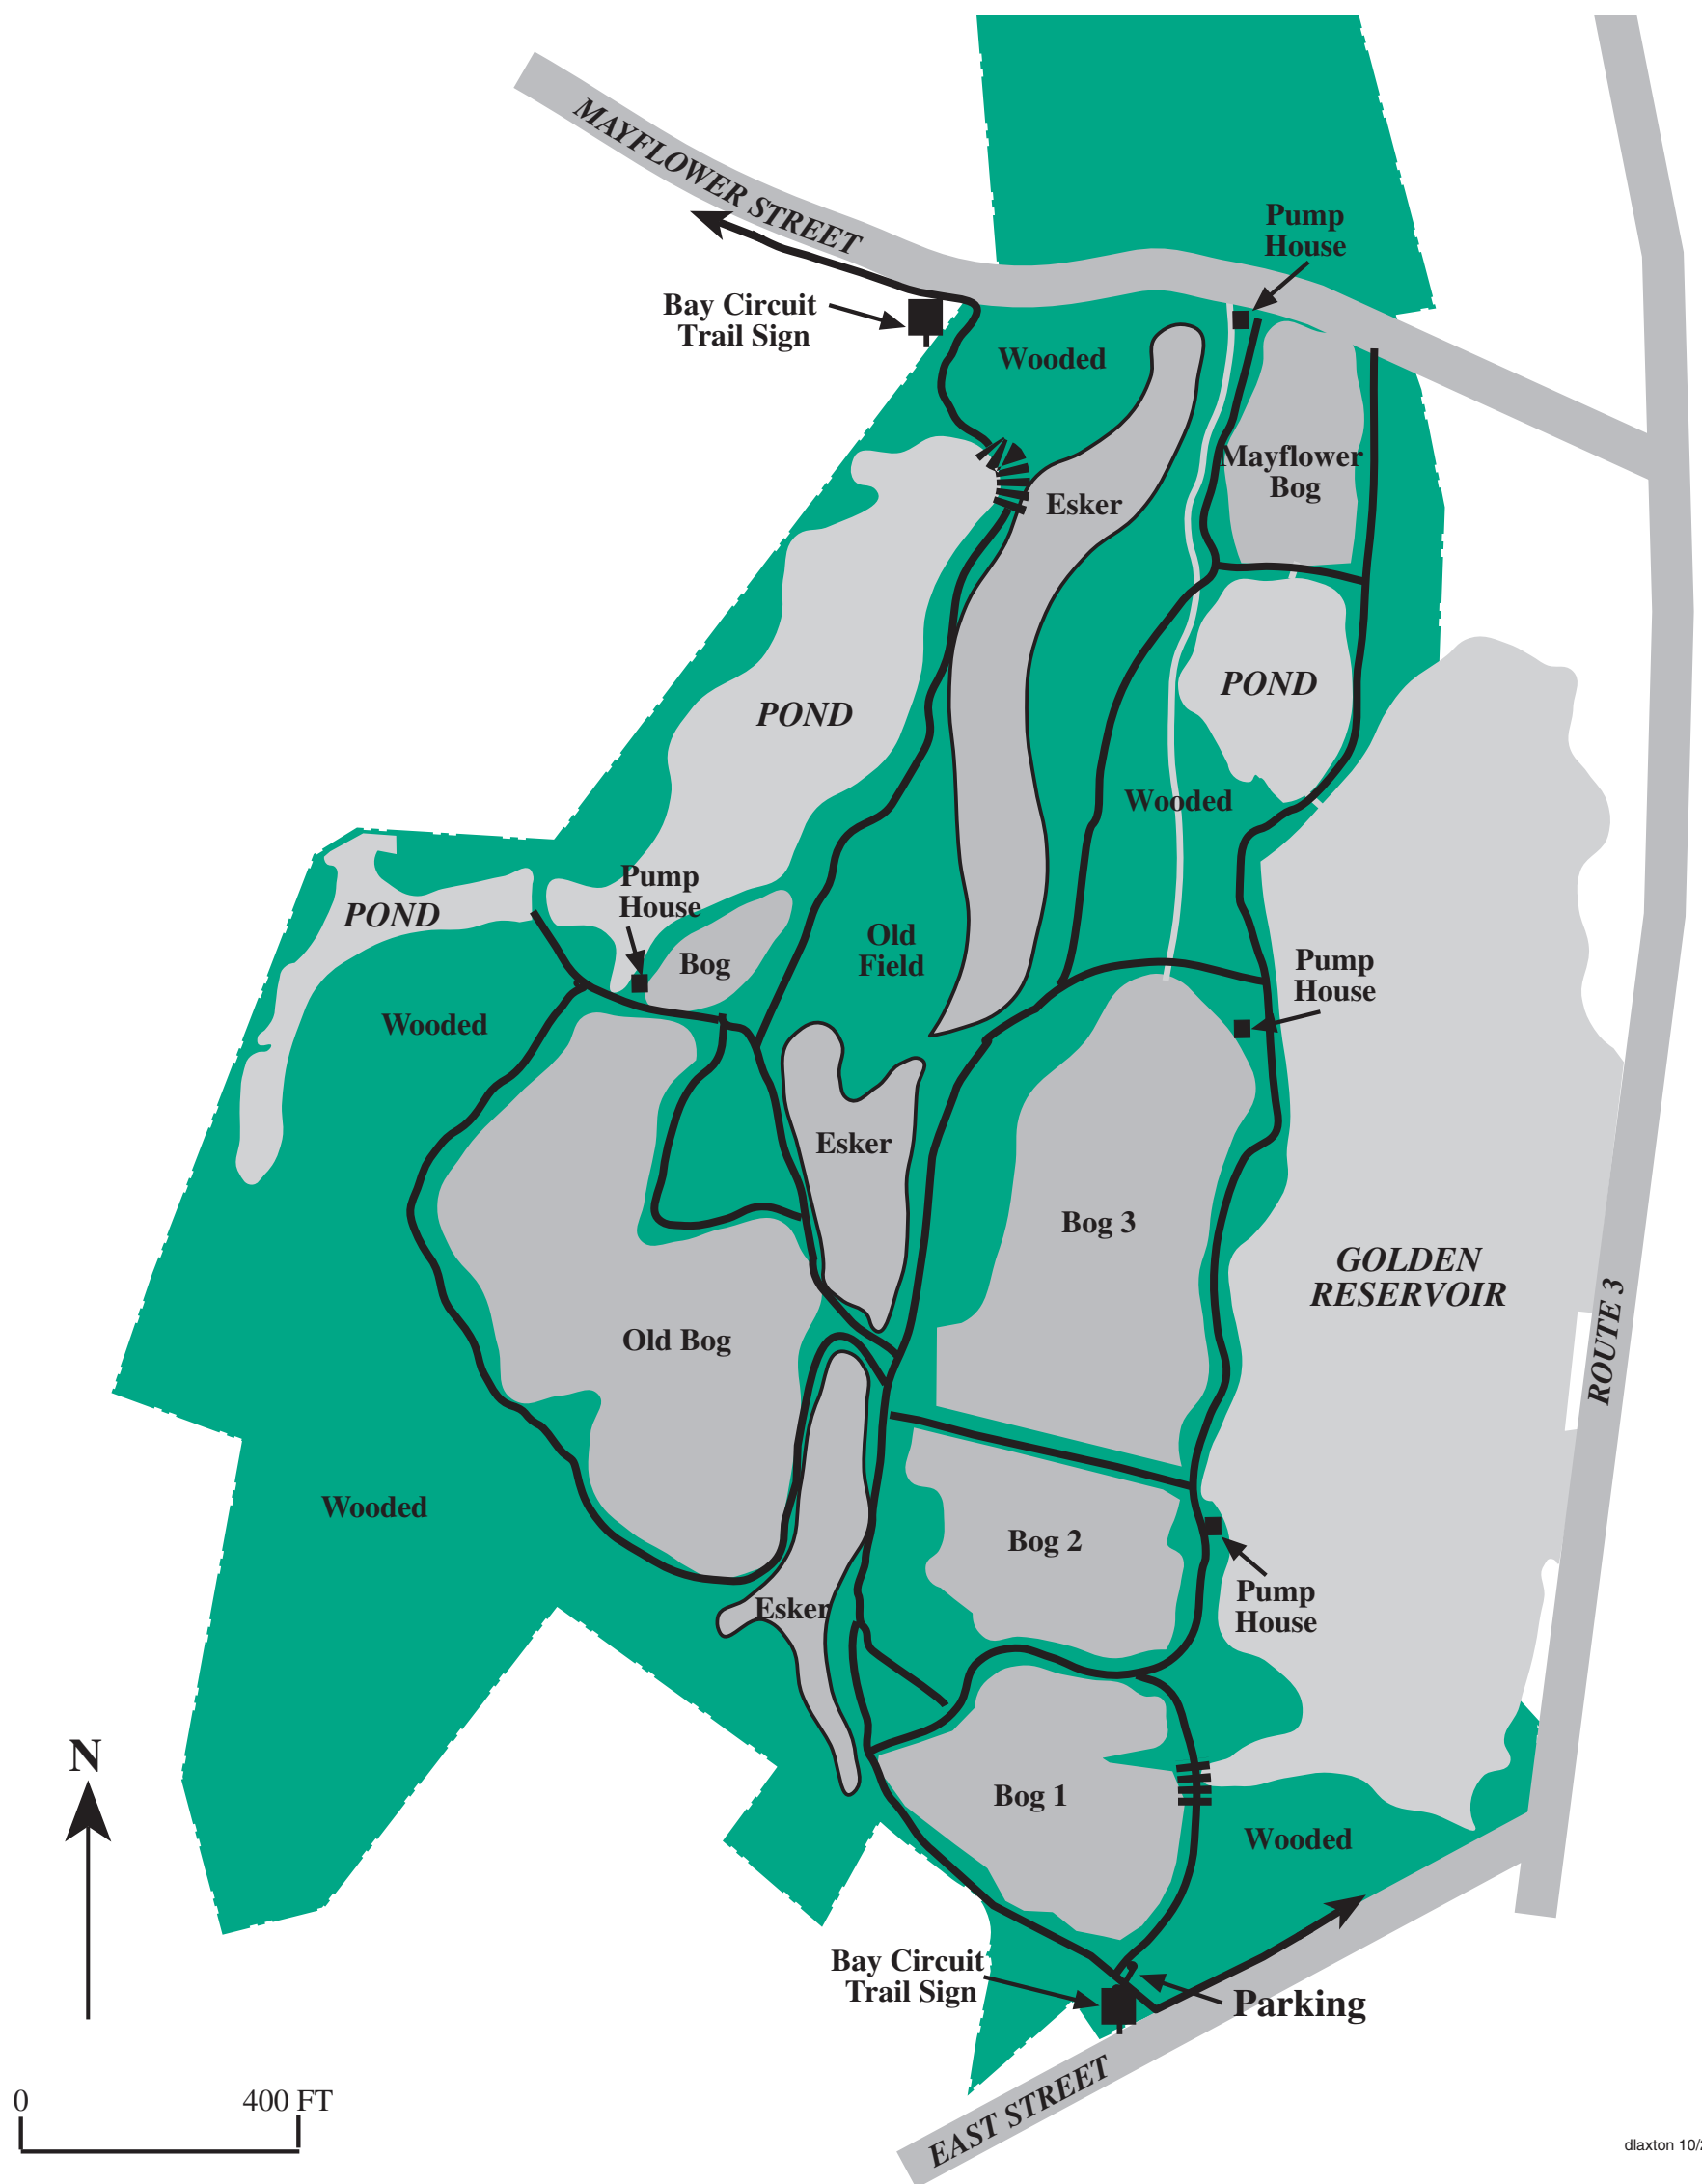 MAYFLOWER STREET
Pump
House
Bay Circuit
Trail Sign
Wooded
Mayflower
Bog
Esker
POND
POND
Wooded
Pump
House
POND
Old
Field
Bog
Pump
House
Wooded
Esker
Bog 3
GOLDEN
RESERVOIR
ROUTE 3
Old Bog
Wooded
Bog 2
Pump
House
Esker
N
Bog 1
Wooded
Bay Circuit
Trail Sign
Parking
EAST STREET
0
400 FT
dlaxton